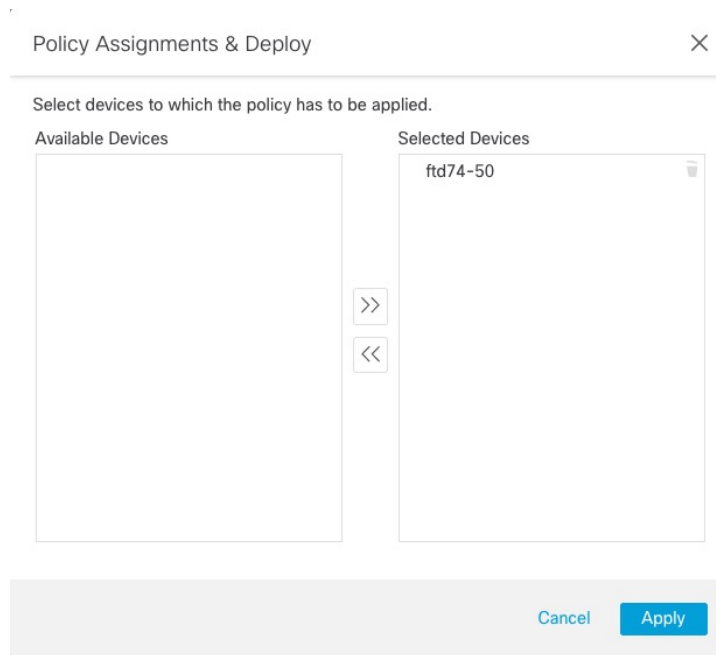 Policy Assignments & Deploy
Select devices to which the policy has to be applied.
Available Devices
Selected Devices
ftd74-50
Cancel
Apply